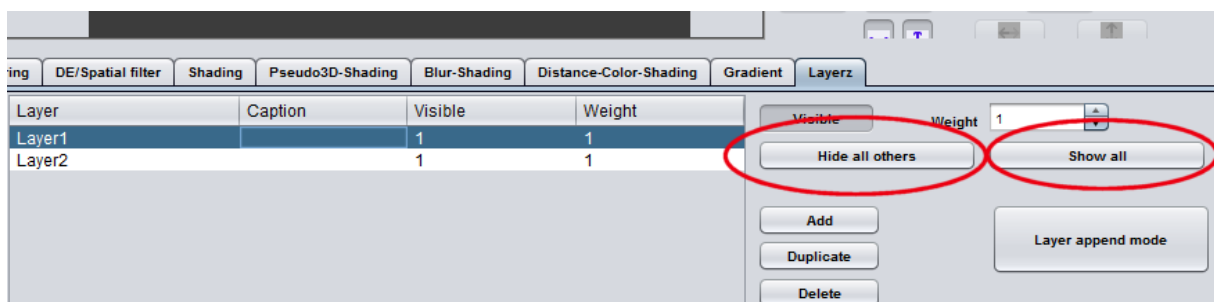 T
ring DE/Spatial filter Shading Pseudo3D-Shading Blur-Shading Distance-Color-Shading Gradient Layerz
Layer Caption Visible Weight
Layer1 1 1
Layer2 1 1
Visible Weight 1
Hide all others Show all
Add
Layer append mode
Duplicate
Delete